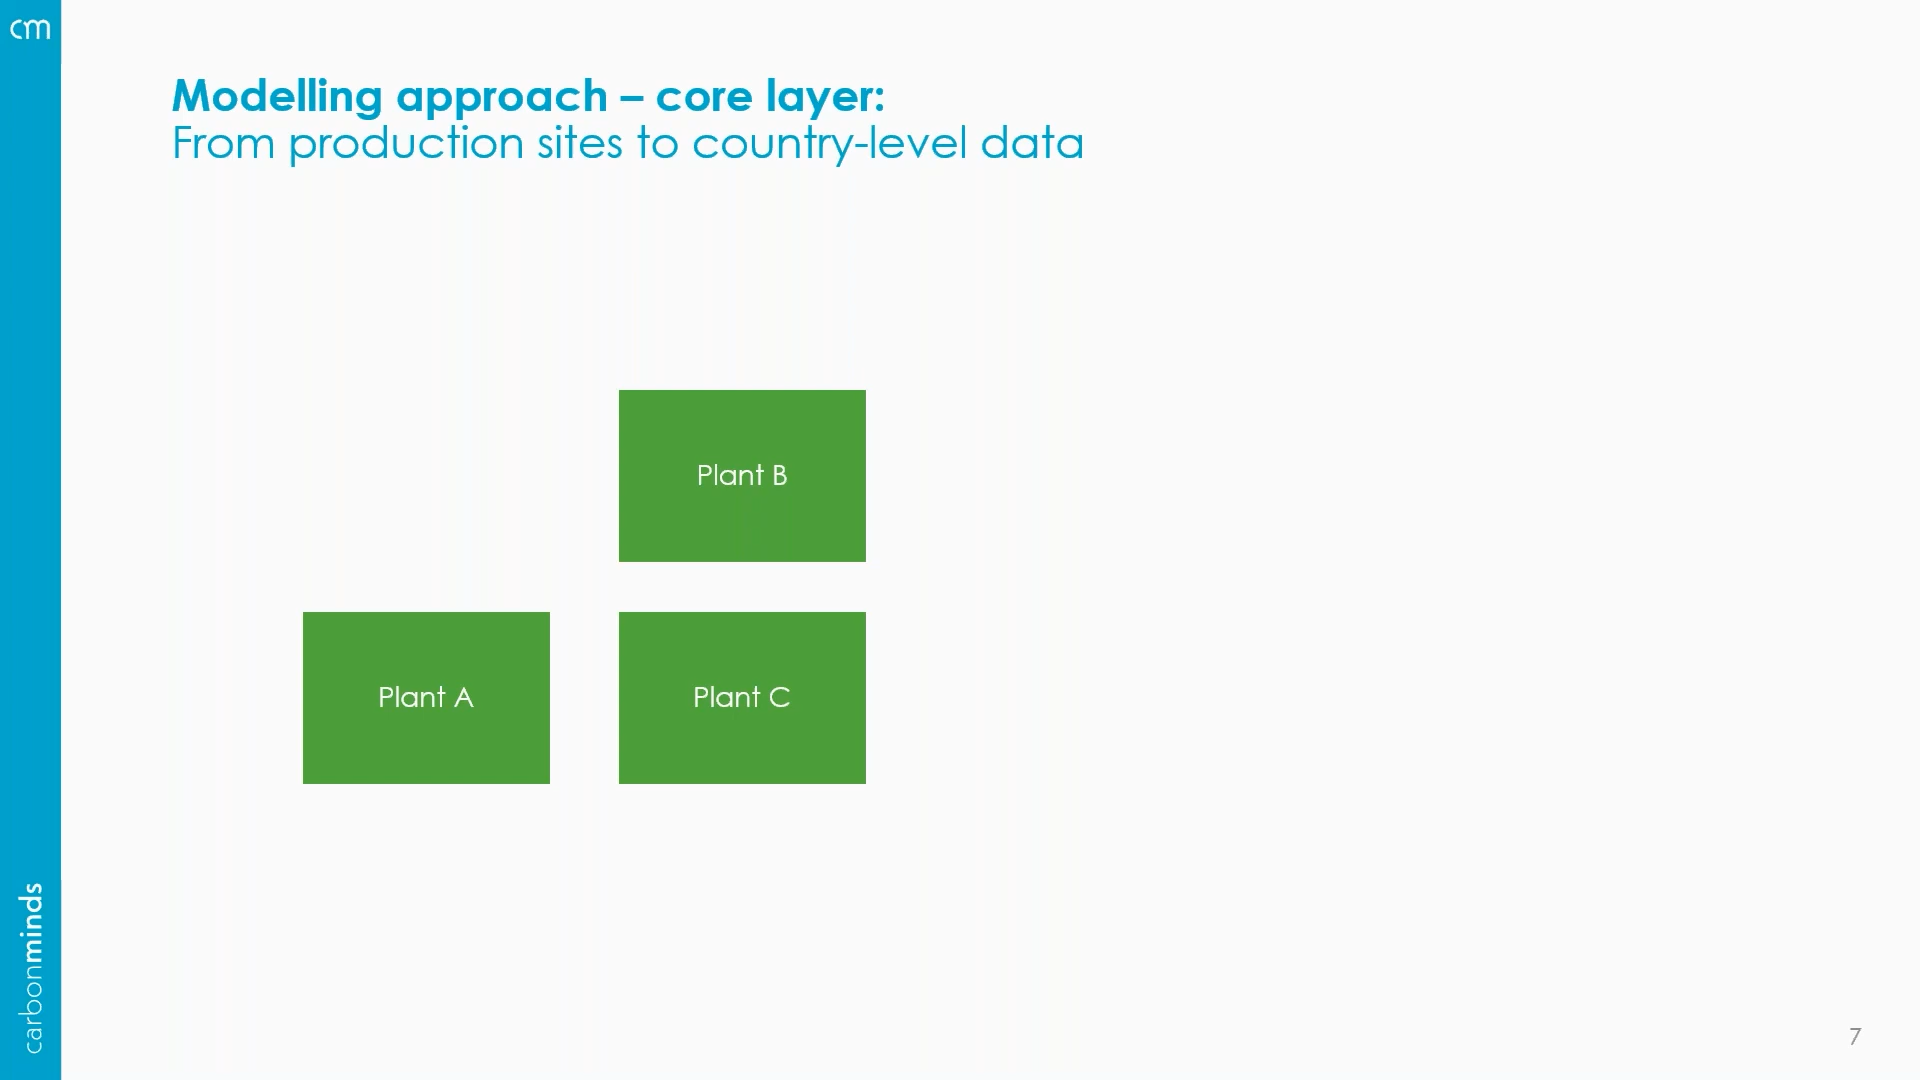 cm
Modelling approach – core layer:
From production sites to country-level data
Plant B
Plant A
Plant C
carbonminds
7